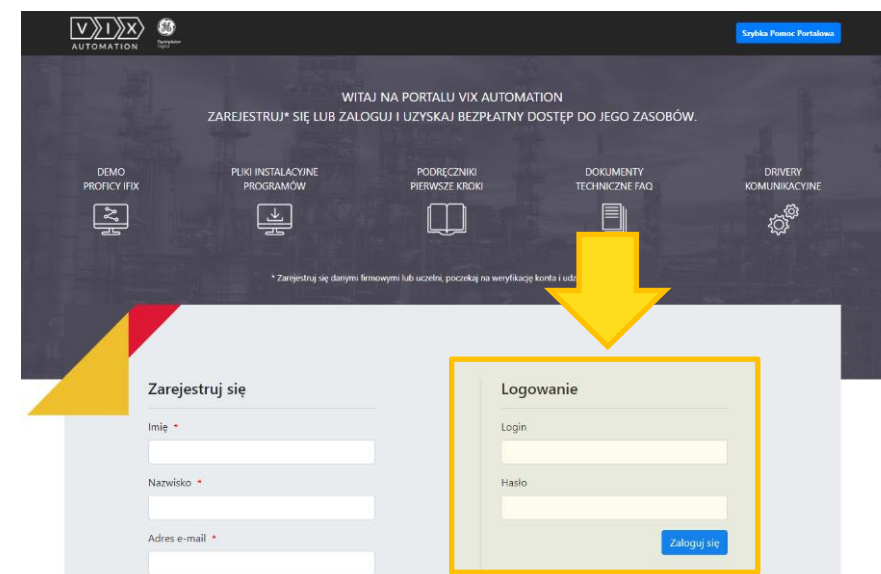 VIX
AUTOMATION
Szybka Pomoc Portalowa
WITAJ NA PORTALU VIX AUTOMATION
ZAREJESTRUJ* SIĘ LUB ZALOGUJ I UZYSKAJ BEZPŁATNY DOSTĘP DO JEGO ZASOBÓW.
DEMO
PROFICY IFIX
PLIKI INSTALACYJNE
PROGRAMÓW
PODRĘCZNIKI
PIERWSZE KROKI
DOKUMENTY
TECHNICZNE FAQ
DRIVERY
KOMUNIKACYJNE
* Zarejestruj się danymi firmowymi lub uczelni, poczekaj na weryfikację konta i
Zarejestruj się
Imię *
Nazwisko *
Adres e-mail *
Logowanie
Login
Hasło
Zaloguj się